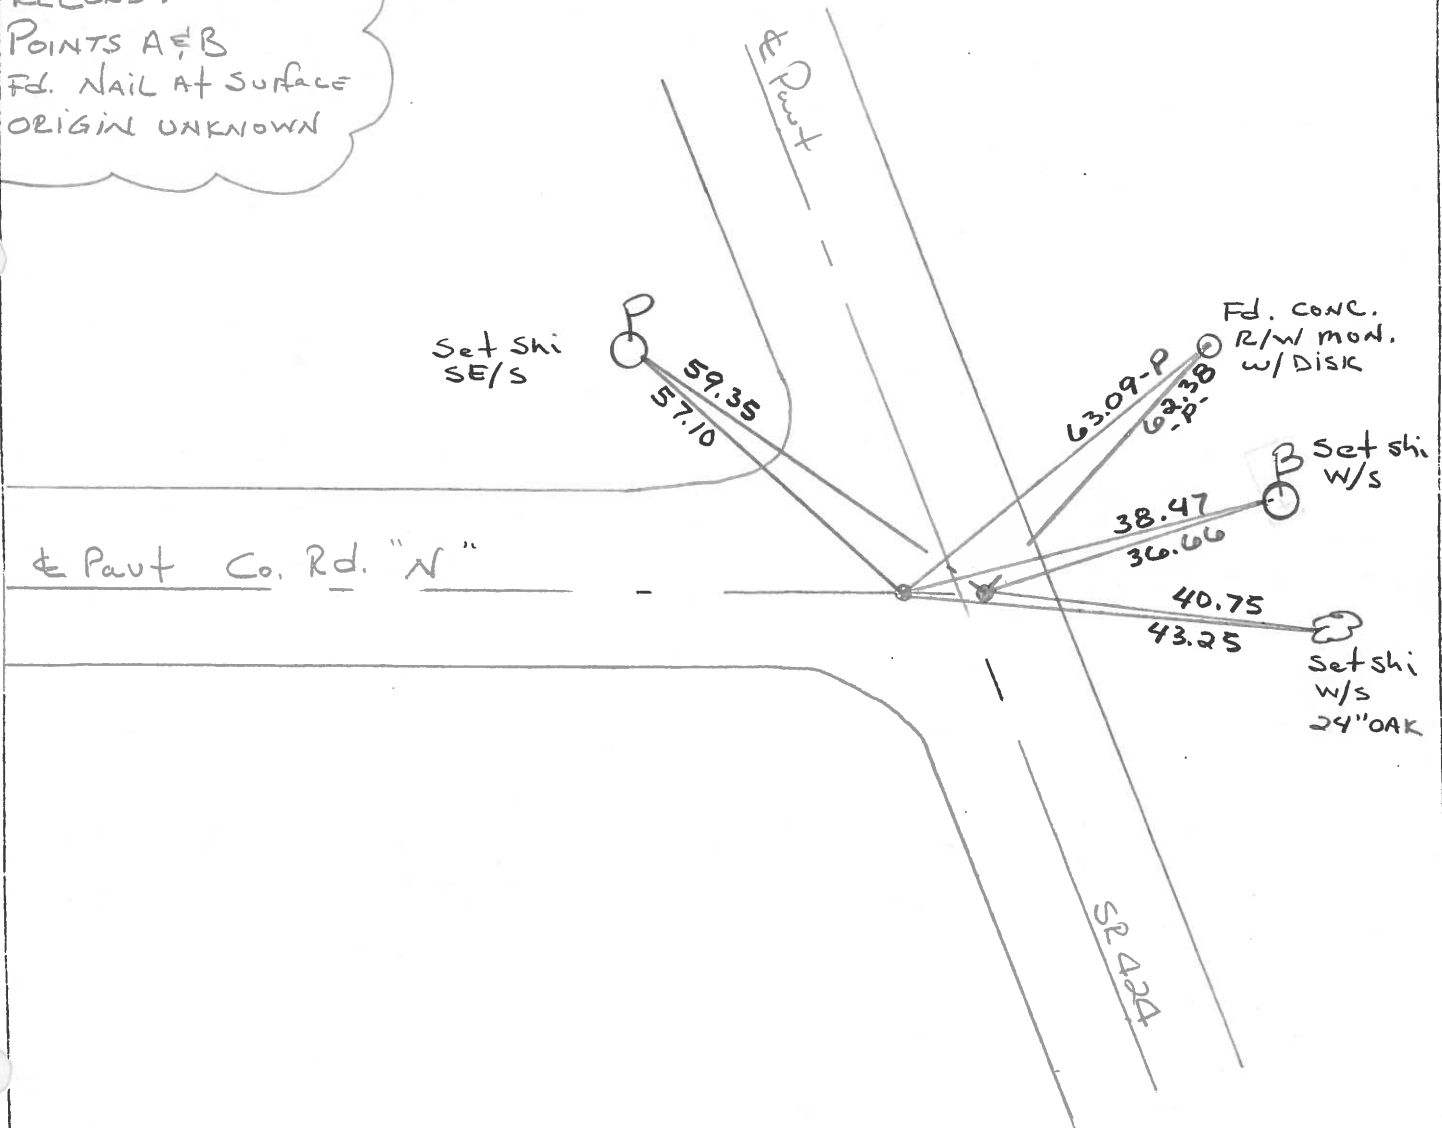 POINTS A & B
Fd. NAIL At Surface
ORIGIN UNKNOWN
℄ Pavt
P
Set Shi
SE/S
59.35
57.10
Fd. CONC.
R/W MON.
W/DISK
63.09-P
62.38
-P-
B
Set Shi
W/S
38.47
36.66
℄ Pavt Co. Rd. "N"
40.75
43.25
Set Shi
W/S
24" OAK
SR 424